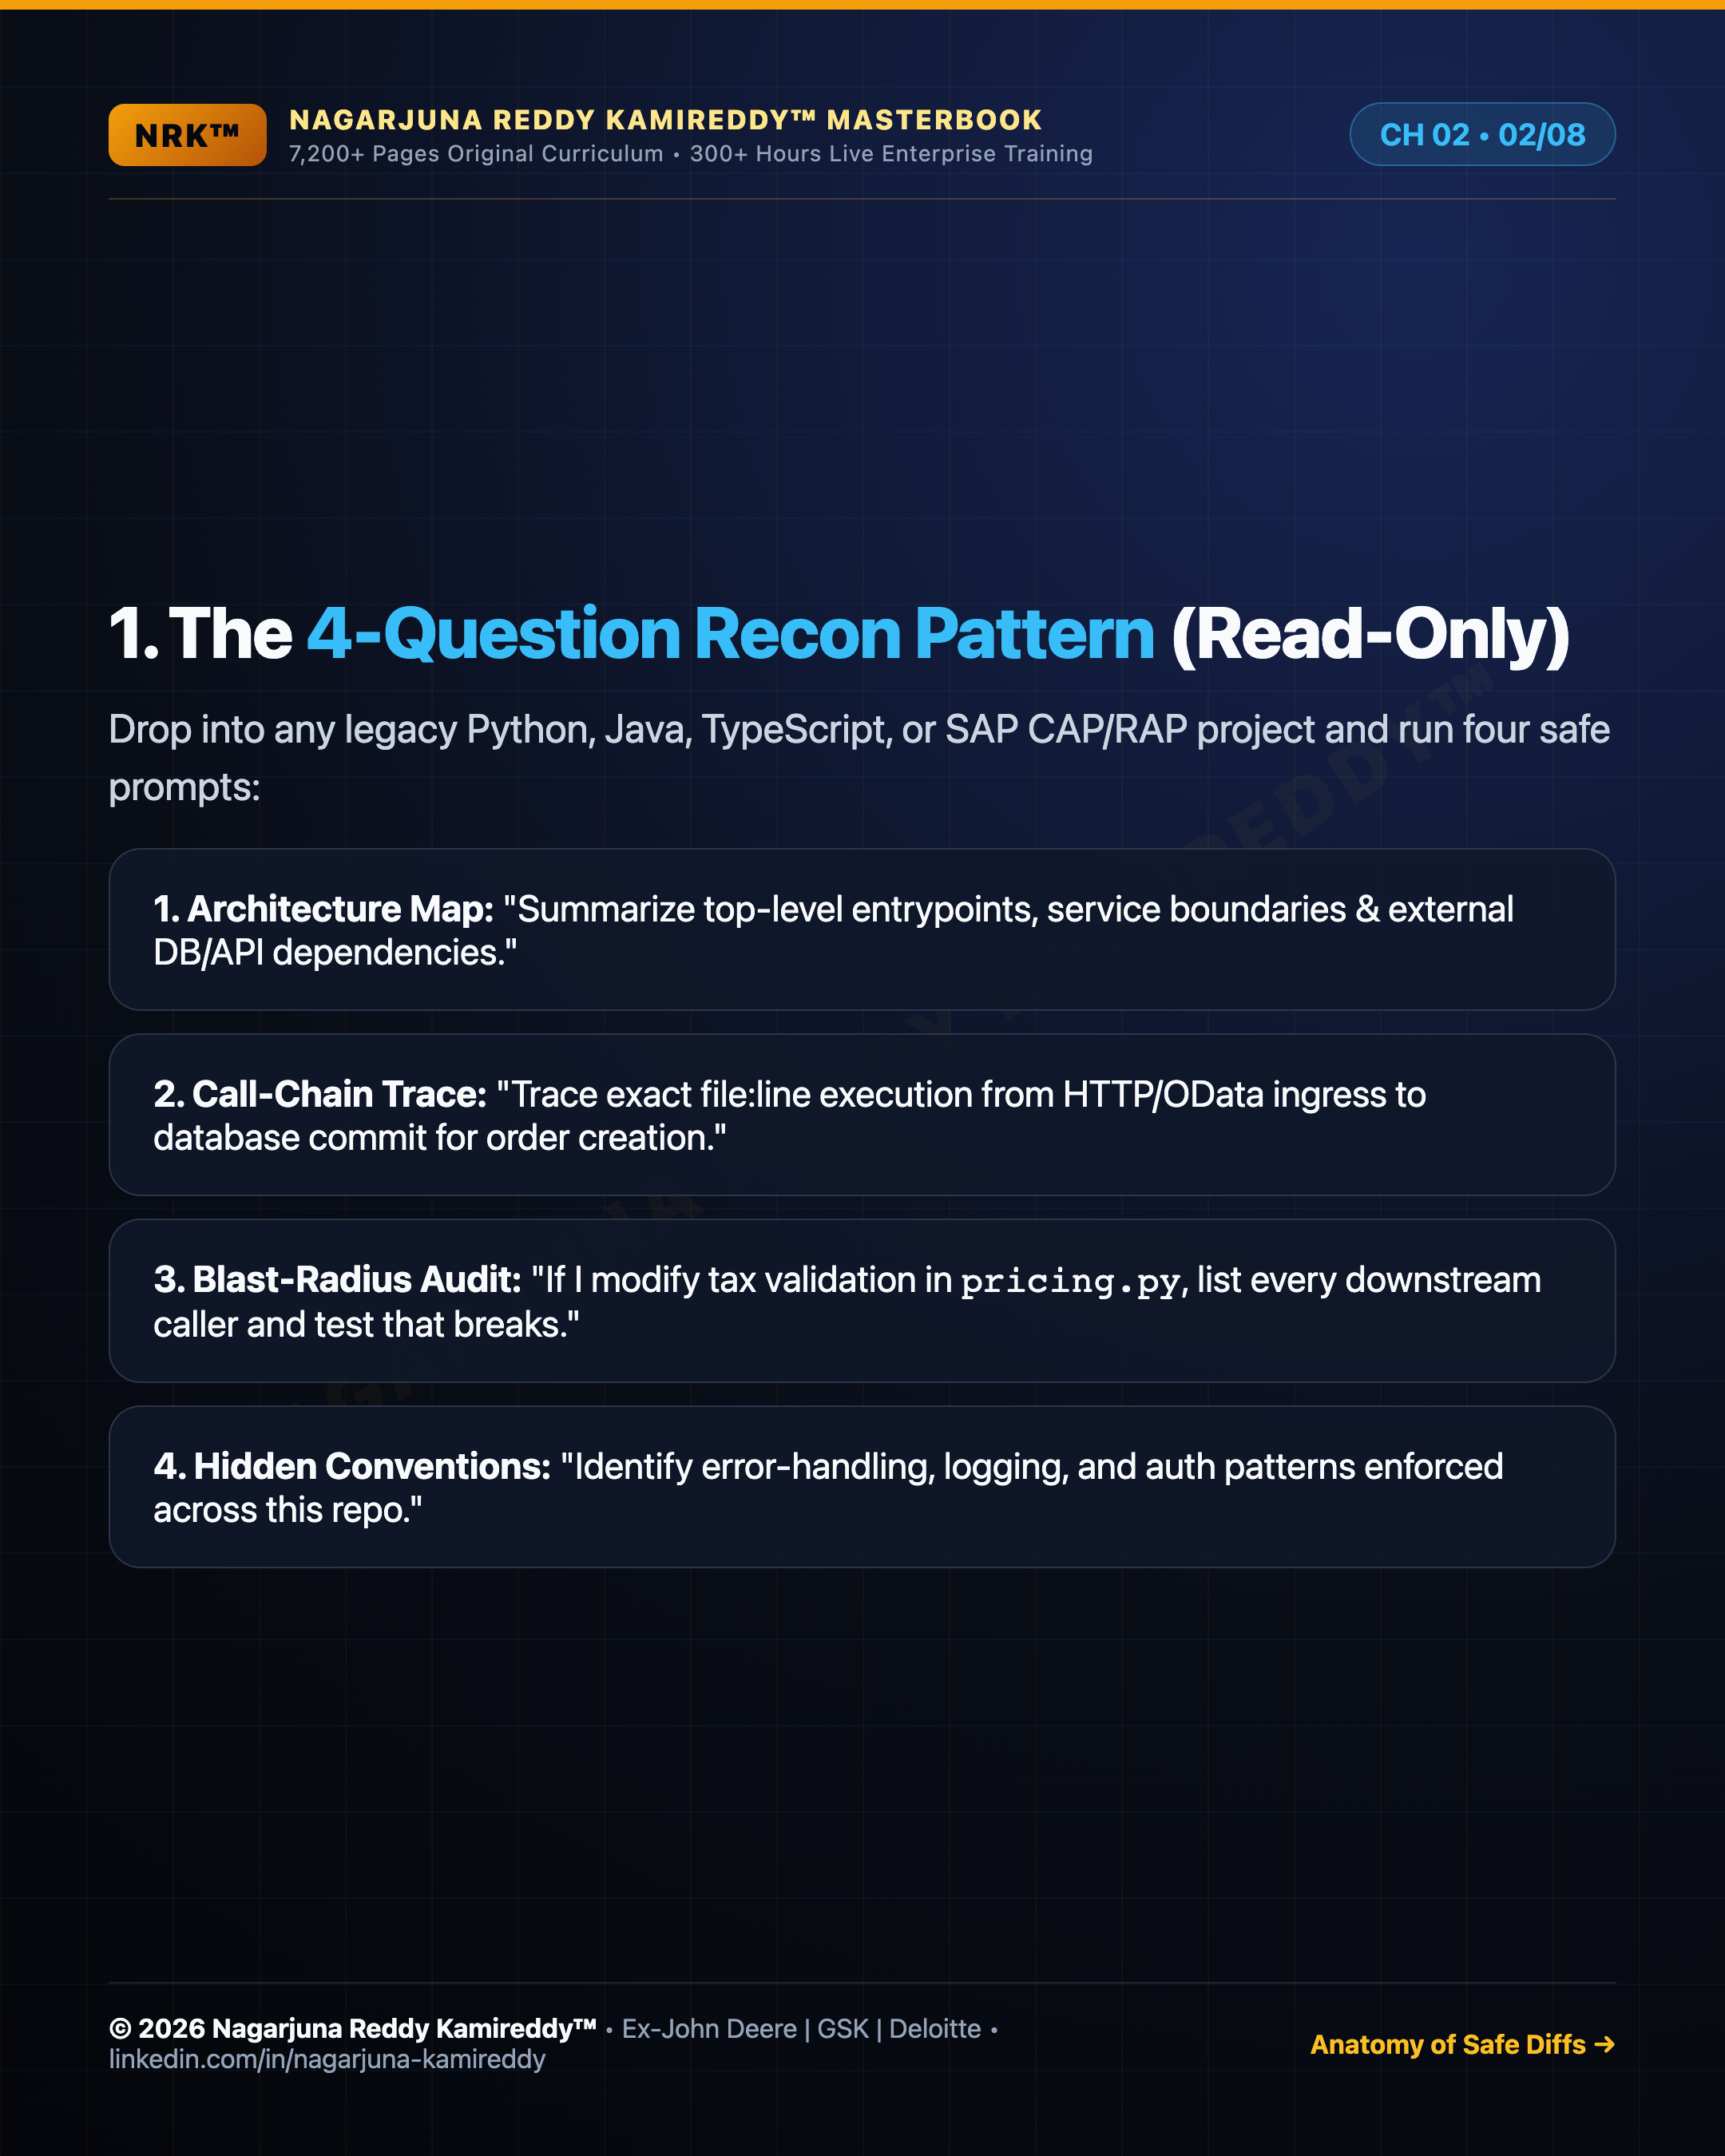 NRK™
NAGARJUNA REDDY KAMIREDDY™ MASTERBOOK
7,200+ Pages Original Curriculum • 300+ Hours Live Enterprise Training
CH 02 • 02/08
1. The 4-Question Recon Pattern (Read-Only)
Drop into any legacy Python, Java, TypeScript, or SAP CAP/RAP project and run four safe
prompts:
1. Architecture Map: "Summarize top-level entrypoints, service boundaries & external
DB/API dependencies."
2. Call-Chain Trace: "Trace exact file:line execution from HTTP/OData ingress to
database commit for order creation."
3. Blast-Radius Audit: "If I modify tax validation in pricing.py, list every downstream
caller and test that breaks."
4. Hidden Conventions: "Identify error-handling, logging, and auth patterns enforced
across this repo."
© 2026 Nagarjuna Reddy Kamireddy™ • Ex-John Deere | GSK | Deloitte •
linkedin.com/in/nagarjuna-kamireddy
Anatomy of Safe Diffs →